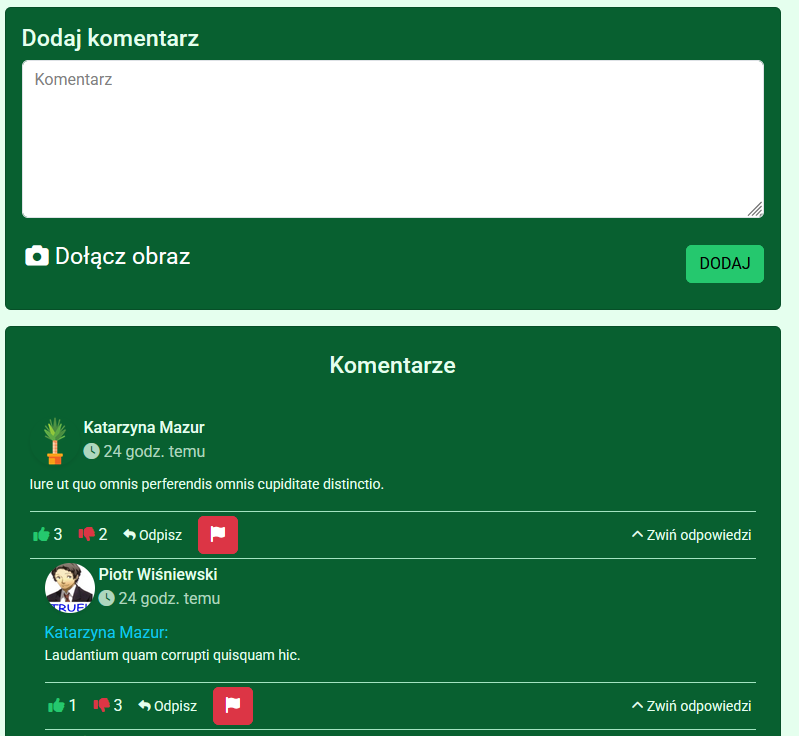 Dodaj komentarz
Komentarz
Dołącz obraz
DODAJ
Komentarze
Katarzyna Mazur
24 godz. temu
Iure ut quo omnis perferendis omnis cupiditate distinctio.
3 2 Odpisz Zwiń odpowiedzi
Piotr Wiśniewski
24 godz. temu
TRUE!
Katarzyna Mazur:
Laudantium quam corrupti quisquam hic.
1 3 Odpisz Zwiń odpowiedzi